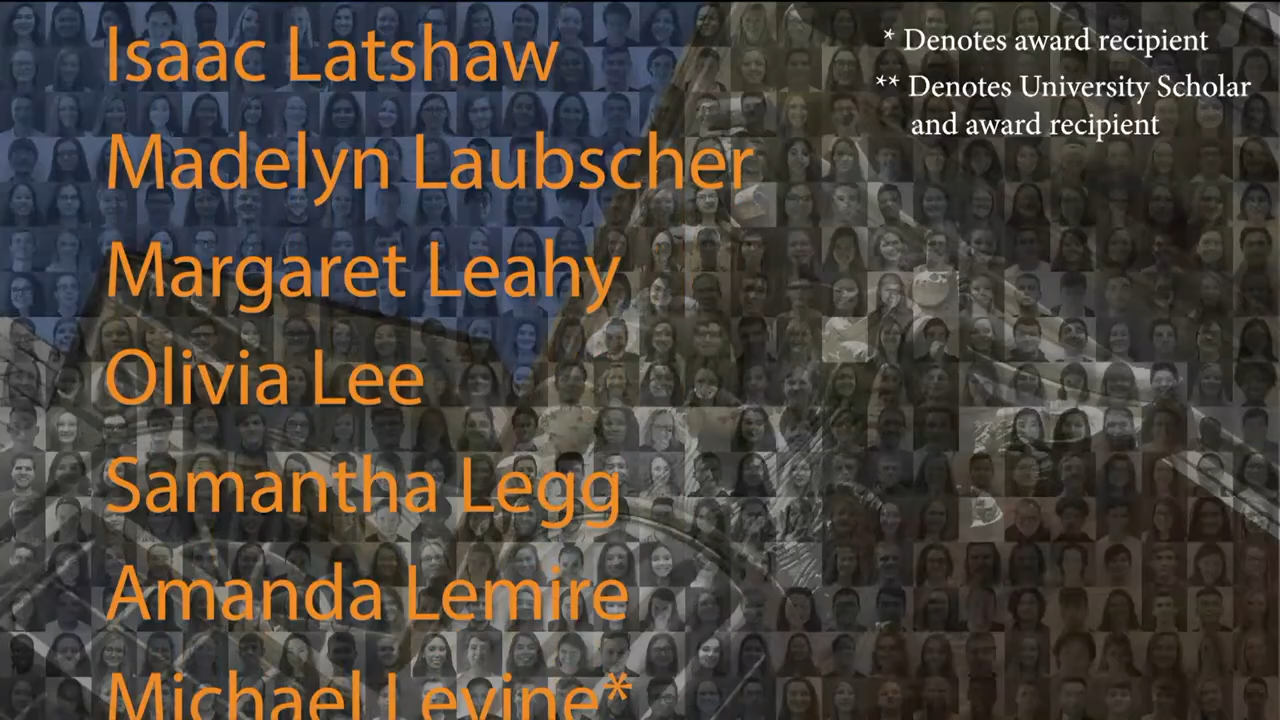 Isaac Latshaw
Madelyn Laubscher
Margaret Leahy
Olivia Lee
Samantha Legg
Amanda Lemire
Michael Levine*
* Denotes award recipient
** Denotes University Scholar
and award recipient